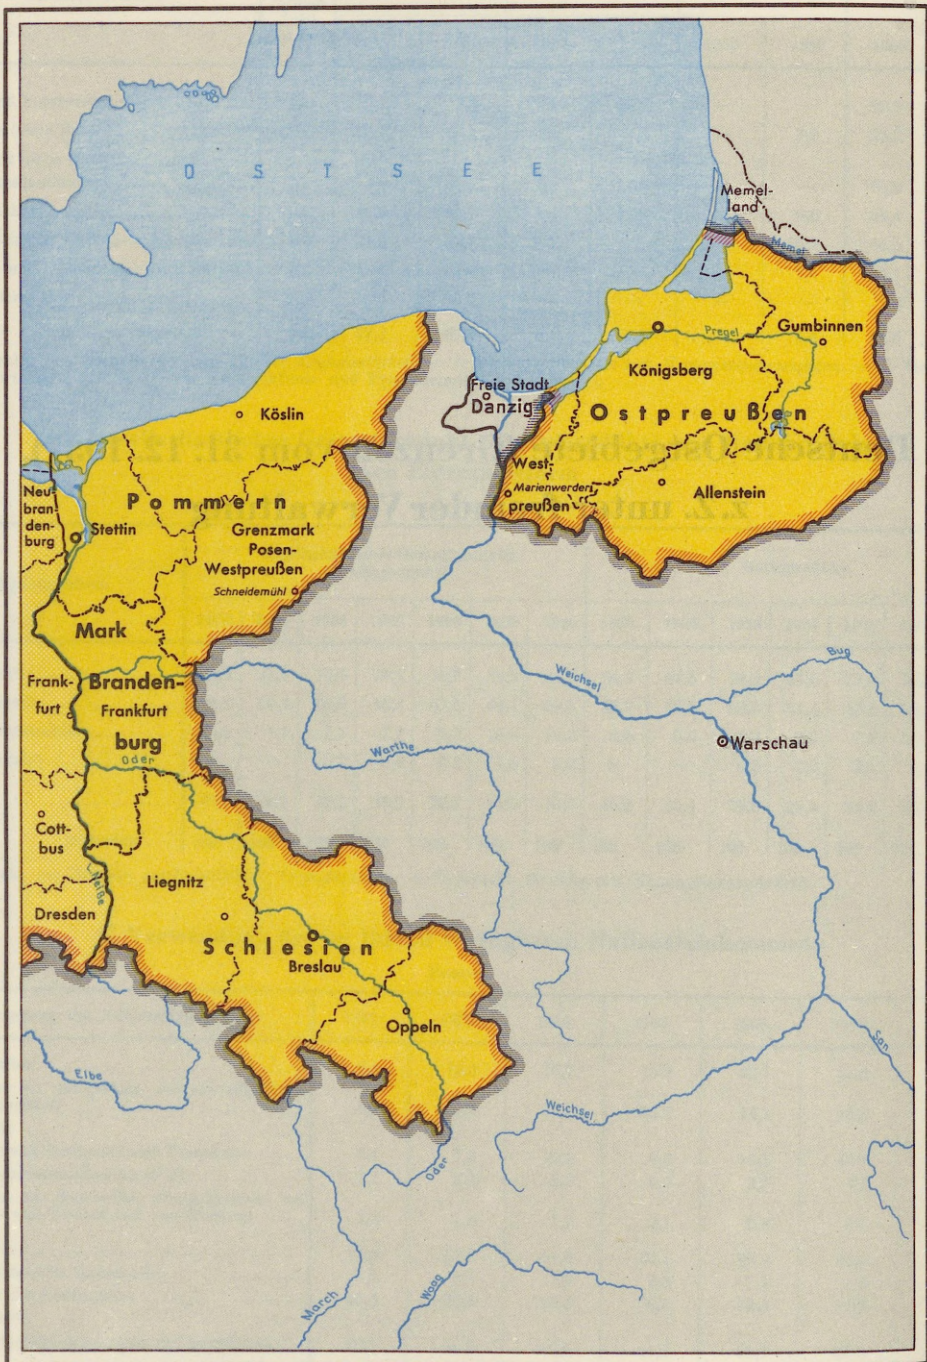 O S T S E E
Memel-
land
Memel
Gumbinnen
Pregel
Königsberg
Freie Stadt
Danzig
Ostpreußen
Köslin
West-
Marienwerder
preußen
Allenstein
Neu-
bran
den-
burg
Pommern
Stettin
Grenzmark
Posen-
Westpreußen
Schneidemühl
Mark
Branden-
Frankfurt
burg
Frank-
furt
Oder
Weichsel
Bug
Warschau
Warthe
Cott-
bus
Neiße
Liegnitz
Dresden
Schlesien
Breslau
Oppeln
San
Elbe
Weichsel
Oder
Waag
March